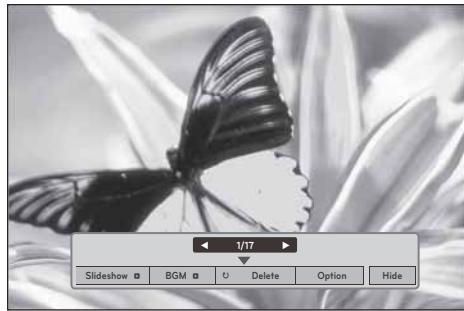 ◀ 1/17 ▶
Slideshow BGM ↻ Delete Option Hide